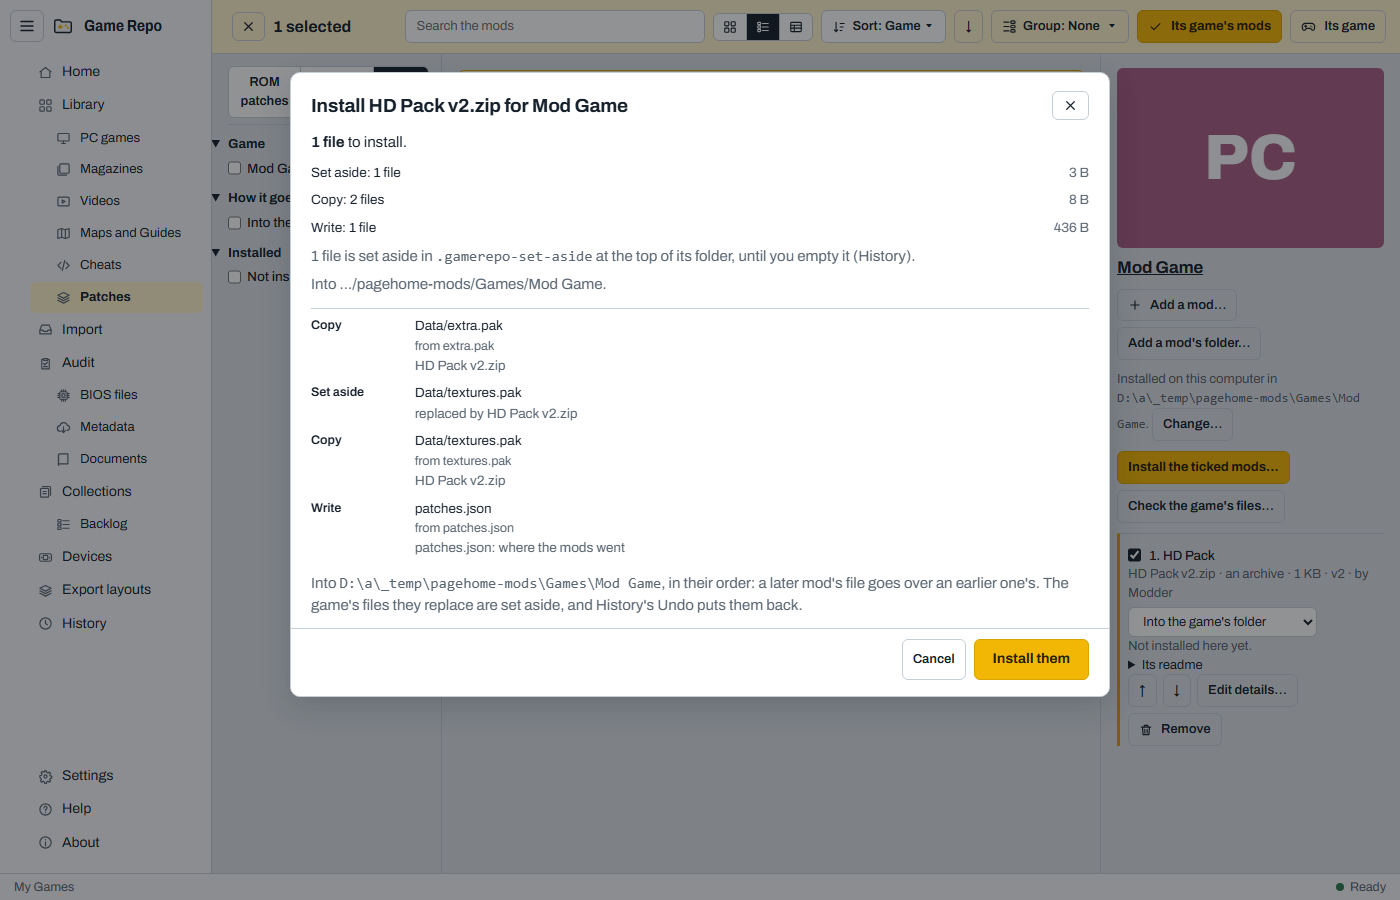 Game Repo
1 selected
Search the mods
Sort: Game
↓
Group: None
Its game's mods
Its game
Home
Library
PC games
Magazines
Videos
Maps and Guides
Cheats
Patches
Import
Audit
BIOS files
Metadata
Documents
Collections
Backlog
Devices
Export layouts
History
Settings
Help
About
ROM
patches
Game
Mod Ga
How it goe
Into the
Installed
Not ins
Install HD Pack v2.zip for Mod Game
1 file to install.
Set aside: 1 file 3 B
Copy: 2 files 8 B
Write: 1 file 436 B
1 file is set aside in .gamerepo-set-aside at the top of its folder, until you empty it (History).
Into .../pagehome-mods/Games/Mod Game.
Copy Data/extra.pak
from extra.pak
HD Pack v2.zip
Set aside Data/textures.pak
replaced by HD Pack v2.zip
Copy Data/textures.pak
from textures.pak
HD Pack v2.zip
Write patches.json
from patches.json
patches.json: where the mods went
Into D:\a\_temp\pagehome-mods\Games\Mod Game, in their order: a later mod's file goes over an earlier one's. The
game's files they replace are set aside, and History's Undo puts them back.
Cancel
Install them
PC
Mod Game
Add a mod...
Add a mod's folder...
Installed on this computer in
D:\a\_temp\pagehome-mods\Games\Mod
Game. Change...
Install the ticked mods...
Check the game's files...
1. HD Pack
HD Pack v2.zip · an archive · 1 KB · v2 · by
Modder
Into the game's folder
Not installed here yet.
Its readme
↑ ↓ Edit details...
Remove
My Games
Ready